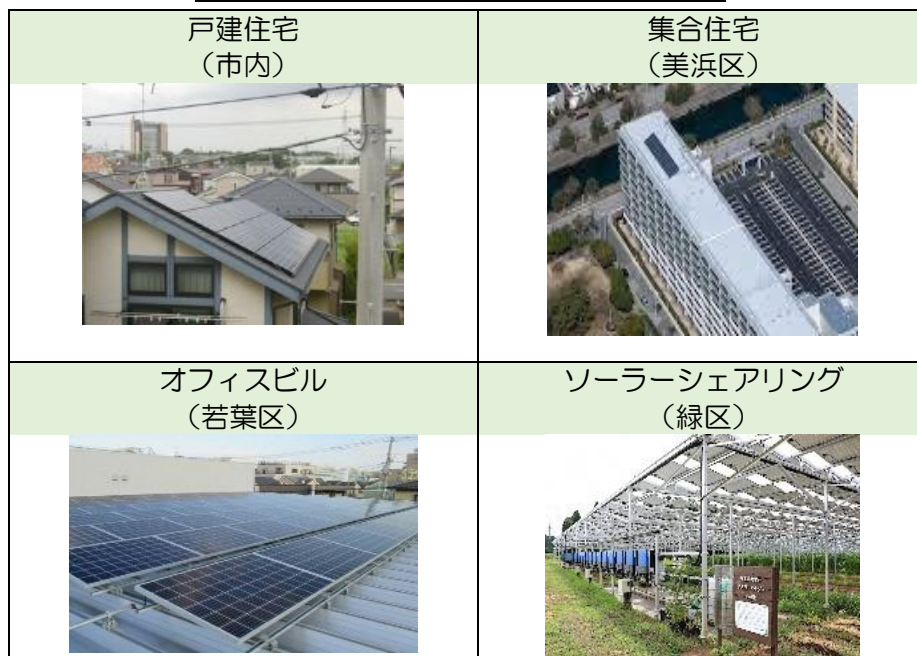 戸建住宅
（市内）
集合住宅
（美浜区）
オフィスビル
（若葉区）
ソーラーシェアリング
（緑区）